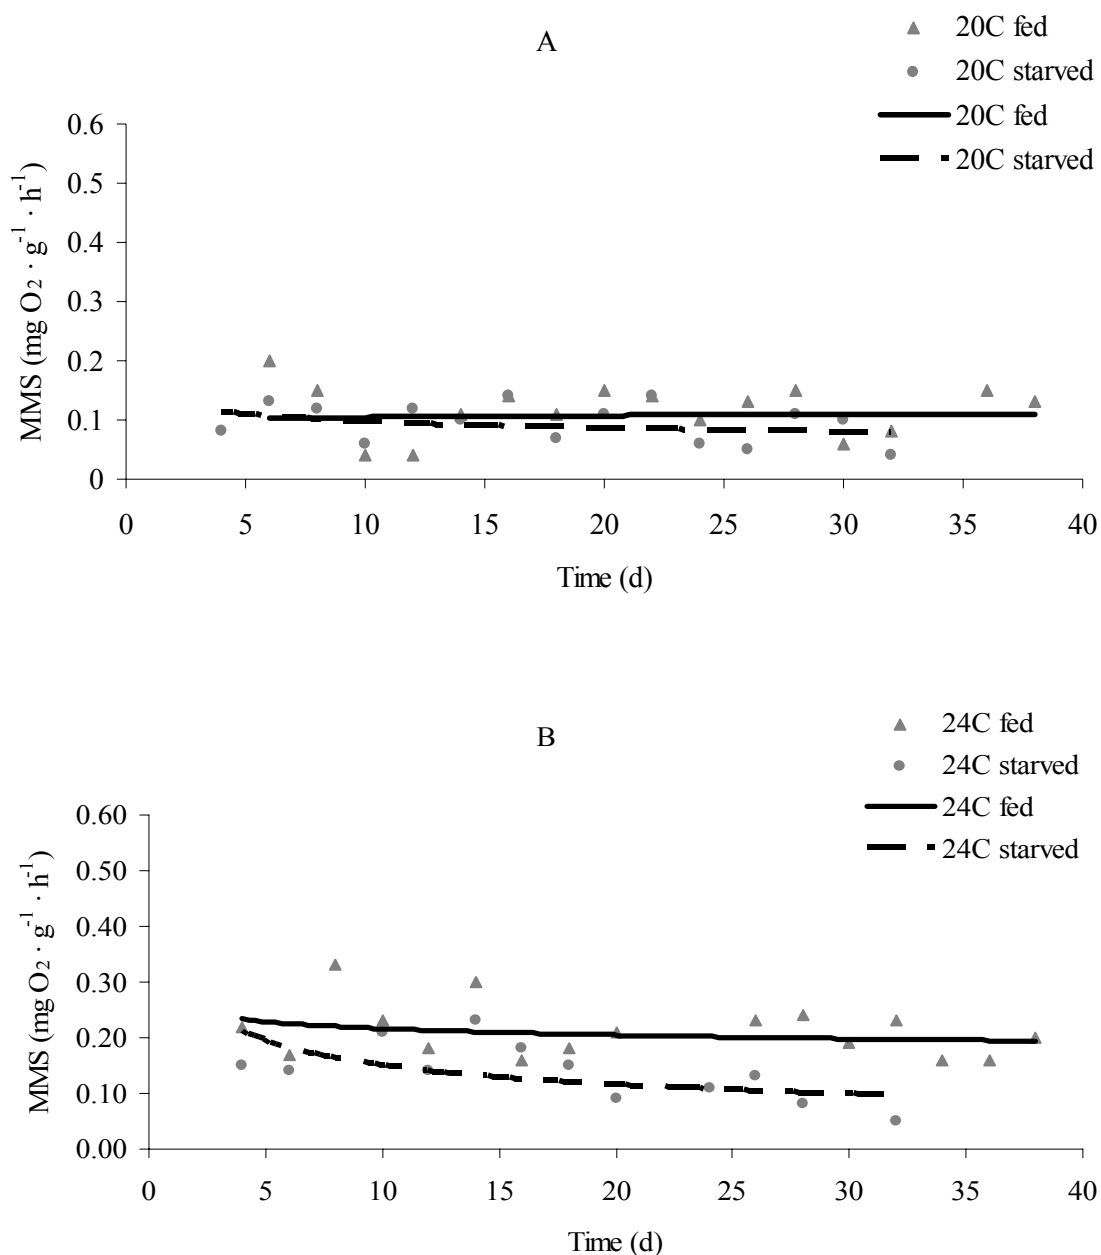 A
20C fed
20C starved
20C fed
20C starved
0.6
0.5
0.4
0.3
0.2
0.1
0
MMS (mg O₂ · g⁻¹ · h⁻¹)
0 5 10 15 20 25 30 35 40
Time (d)
B
24C fed
24C starved
24C fed
24C starved
0.60
0.50
0.40
0.30
0.20
0.10
0.00
MMS (mg O₂ · g⁻¹ · h⁻¹)
0 5 10 15 20 25 30 35 40
Time (d)